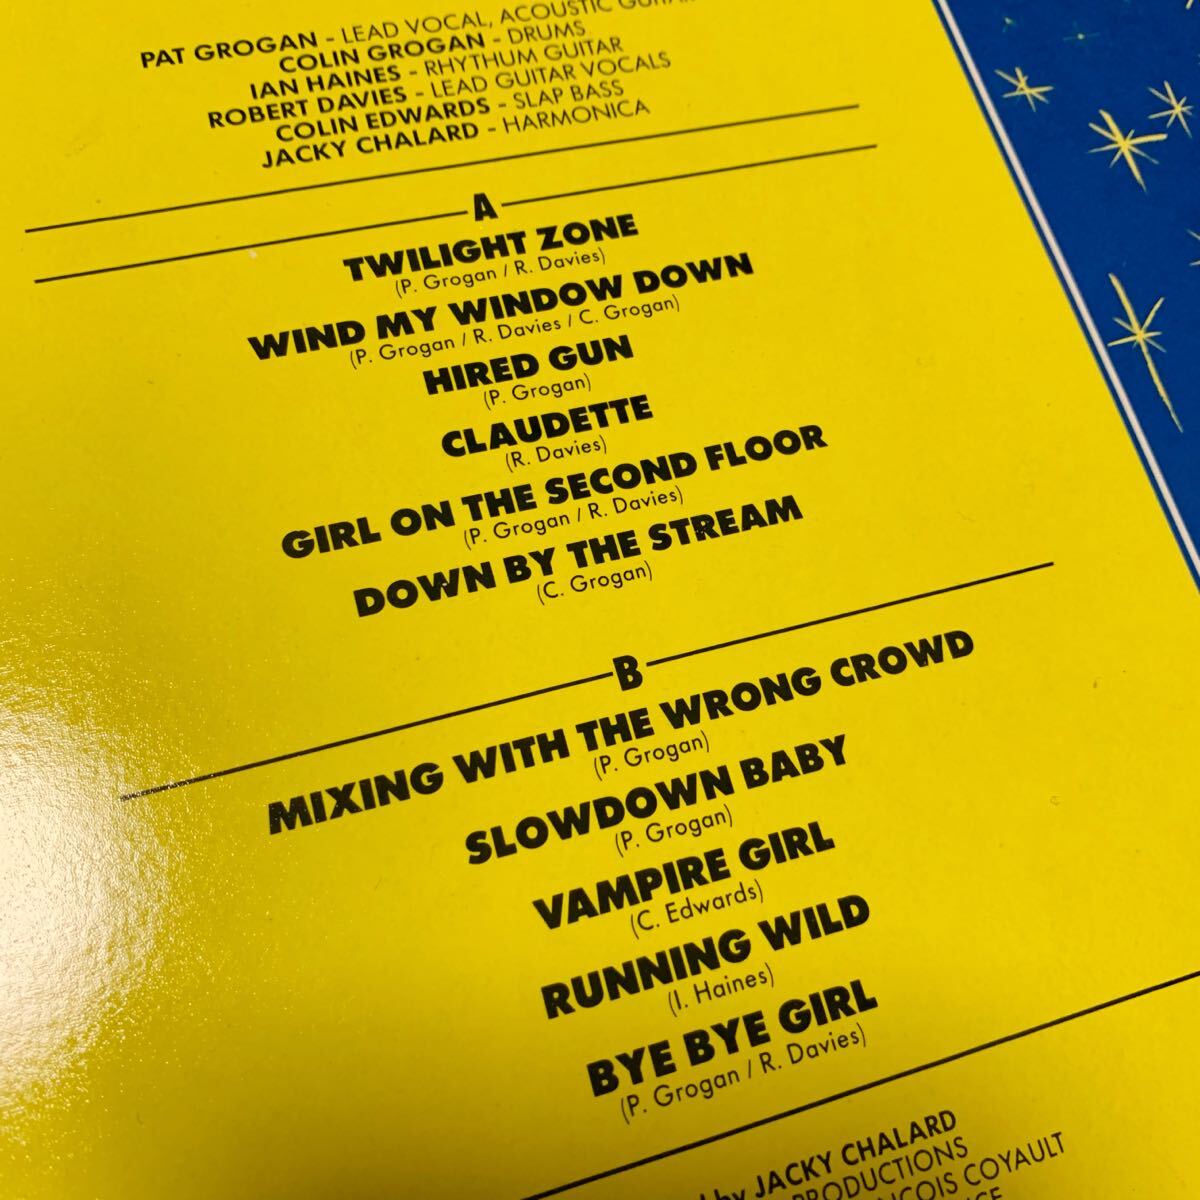 PAT GROGAN - LEAD VOCAL, ACOUSTIC GUITAR
COLIN GROGAN - DRUMS
IAN HAINES - RHYTHUM GUITAR
ROBERT DAVIES - LEAD GUITAR VOCALS
COLIN EDWARDS - SLAP BASS
JACKY CHALARD - HARMONICA
A
TWILIGHT ZONE
(P. Grogan / R. Davies)
WIND MY WINDOW DOWN
(P. Grogan / R. Davies / C. Grogan)
HIRED GUN
(P. Grogan)
CLAUDETTE
(R. Davies)
GIRL ON THE SECOND FLOOR
(P. Grogan / R. Davies)
DOWN BY THE STREAM
(C. Grogan)
B
MIXING WITH THE WRONG CROWD
(P. Grogan)
SLOWDOWN BABY
(P. Grogan)
VAMPIRE GIRL
(C. Edwards)
RUNNING WILD
(I. Haines)
BYE BYE GIRL
(P. Grogan / R. Davies)
by JACKY CHALARD
PRODUCTIONS
COYAULT